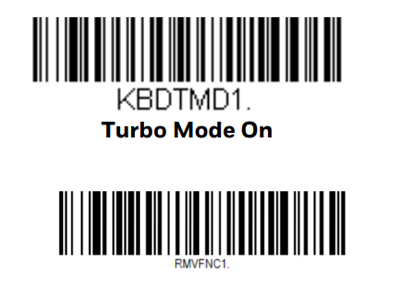 KBDTMD1.
Turbo Mode On
RMVFNC1.